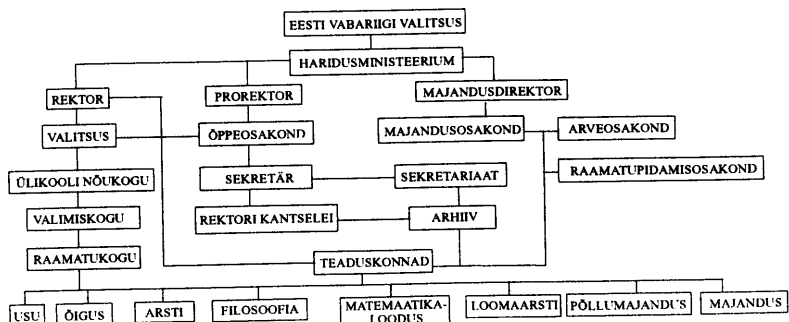 EESTI VABARIIGI VALITSUS
HARIDUSMINISTEERIUM
REKTOR
PROREKTOR
MAJANDUSDIREKTOR
VALITSUS
ÕPPEOSAKOND
MAJANDUSOSAKOND
ARVEOSAKOND
ÜLIKOOLI NÕUKOGU
SEKRETÄR
SEKRETARIAAT
RAAMATUPIDAMISOSAKOND
VALIMISKOGU
REKTORI KANTSELEI
ARHIIV
RAAMATUKOGU
TEADUSKONNAD
USU
ÕIGUS
ARSTI
FILOSOOFIA
MATEMAATIKA-
LOODUS
LOOMAARSTI
PÕLLUMAJANDUS
MAJANDUS